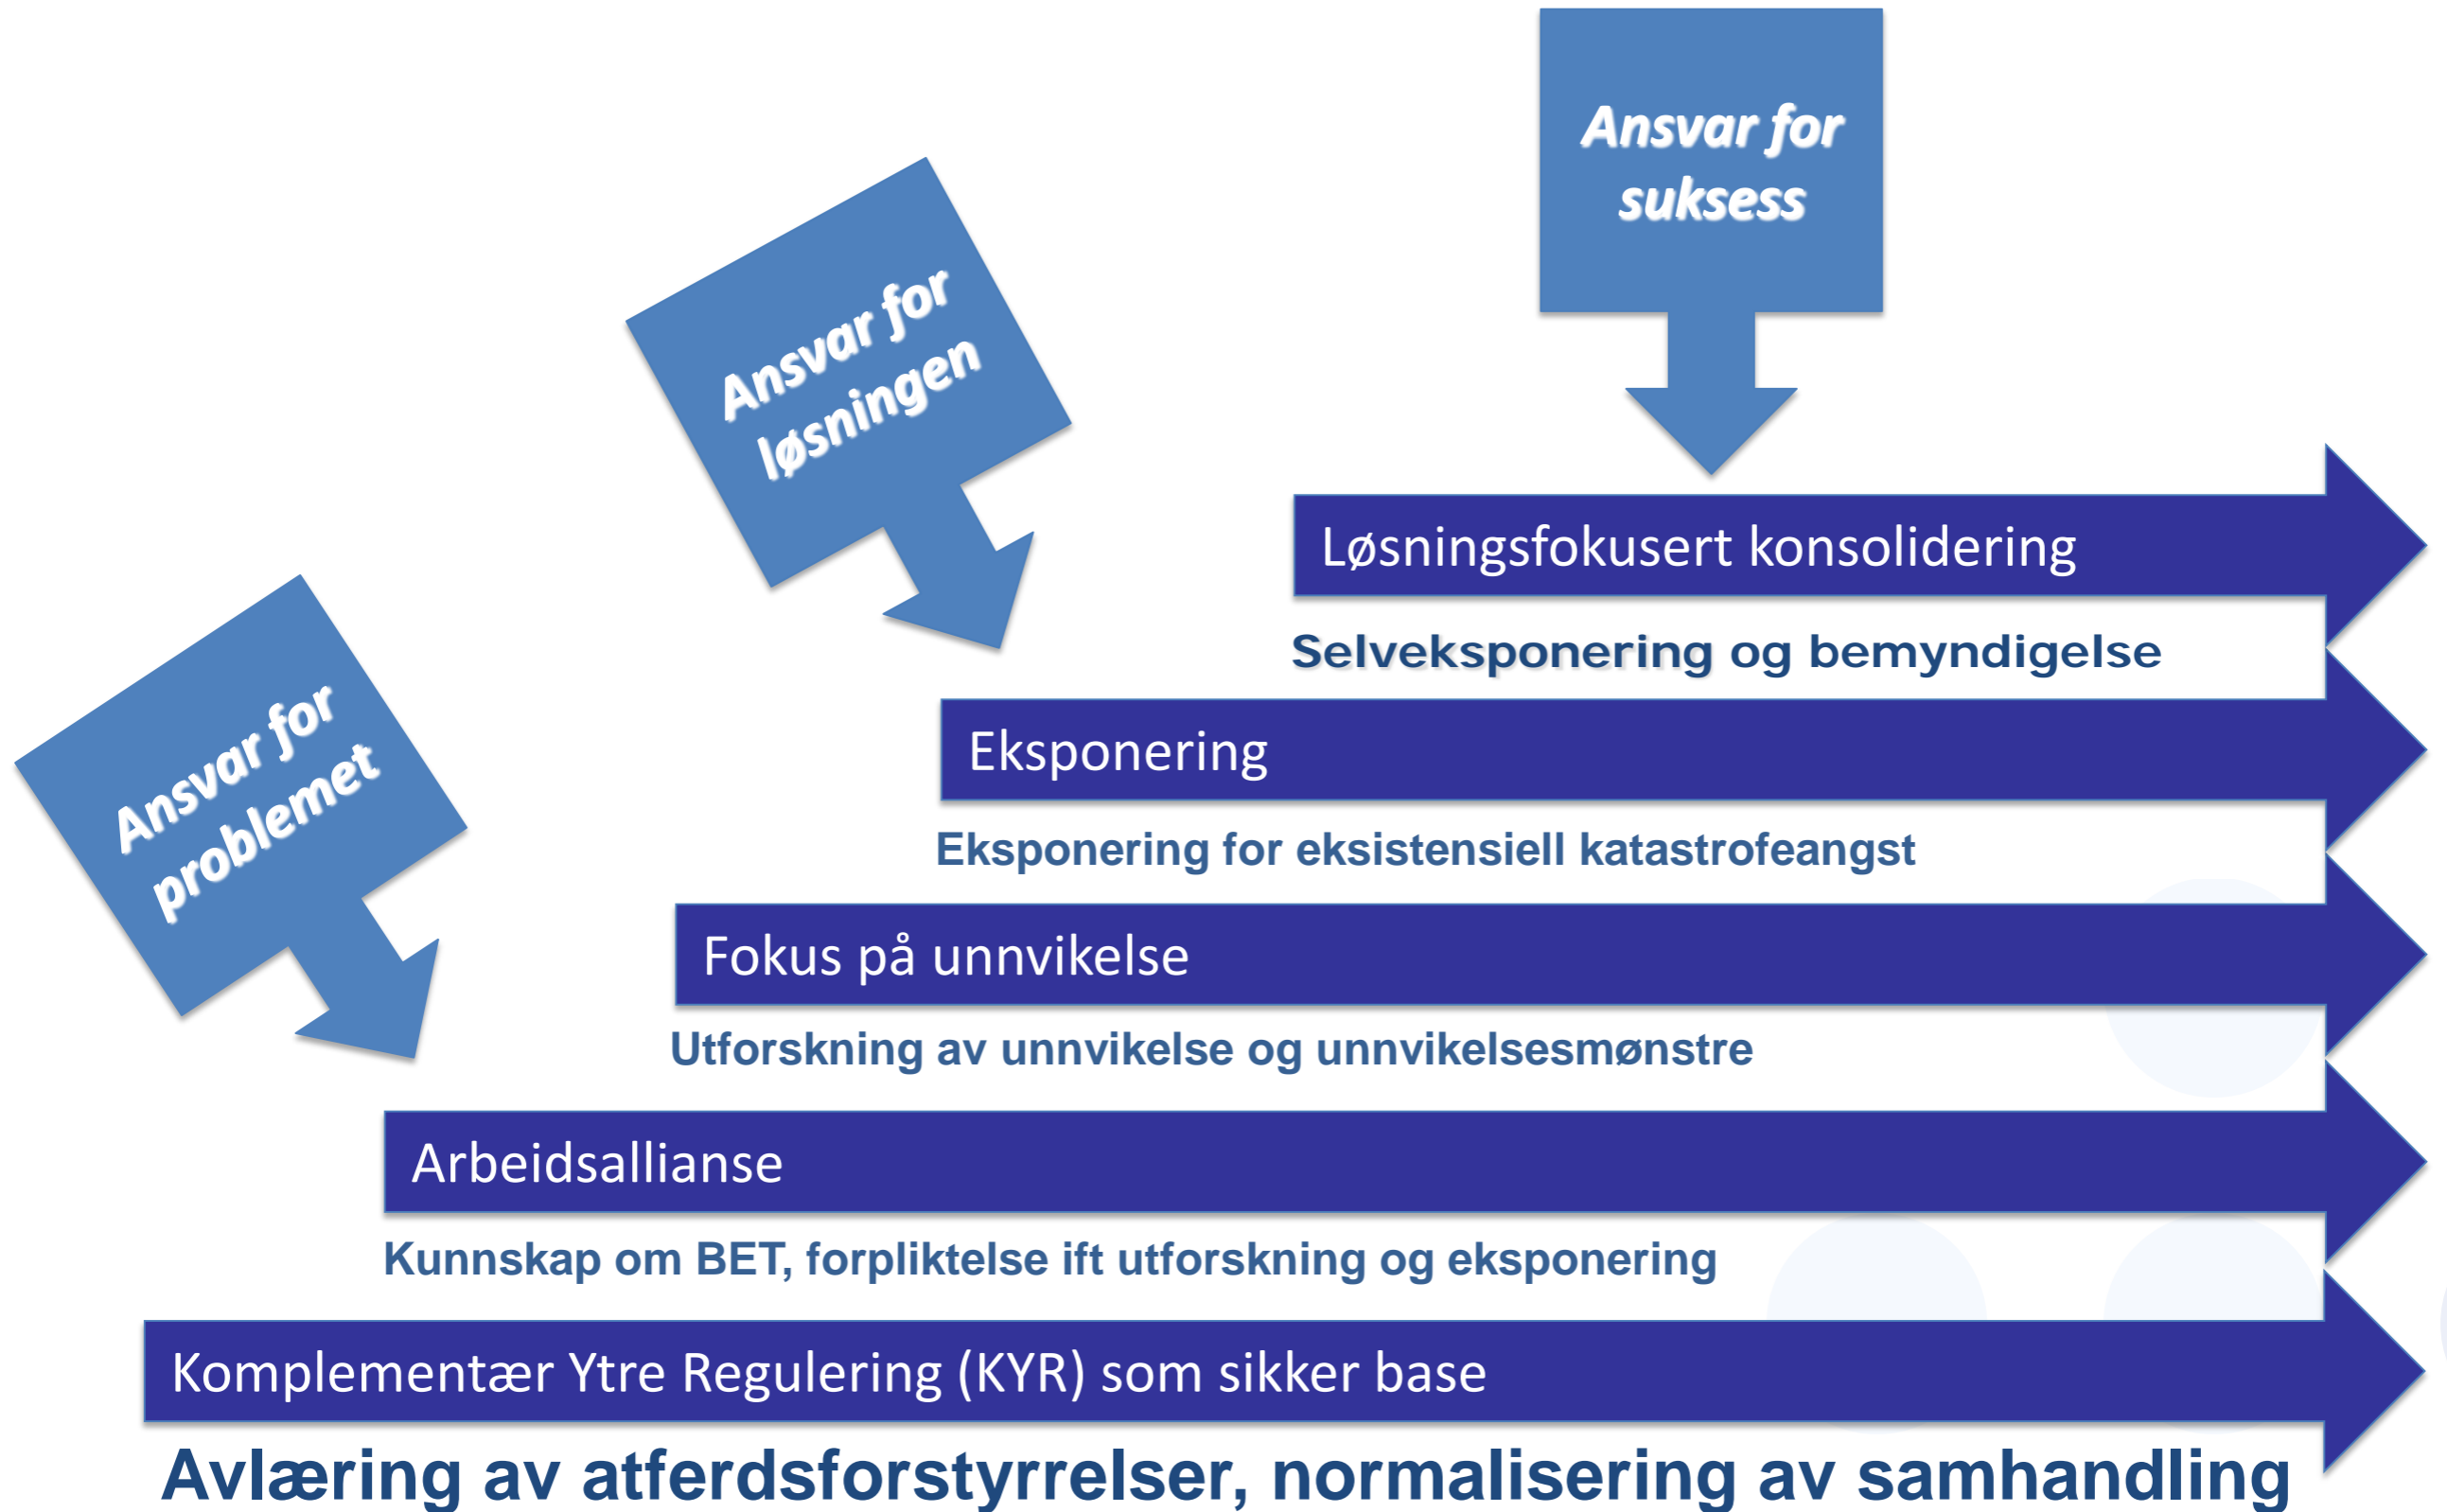 Ansvar for
suksess
Ansvar for
løsningen
Ansvar for
problemet
Løsningsfokusert konsolidering
Selveksponering og bemyndigelse
Eksponering
Eksponering for eksistensiell katastrofeangst
Fokus på unnvikelse
Utforskning av unnvikelse og unnvikelsesmønstre
Arbeidsallianse
Kunnskap om BET, forpliktelse ift utforskning og eksponering
Komplementær Ytre Regulering (KYR) som sikker base
Avlæring av atferdsforstyrrelser, normalisering av samhandling